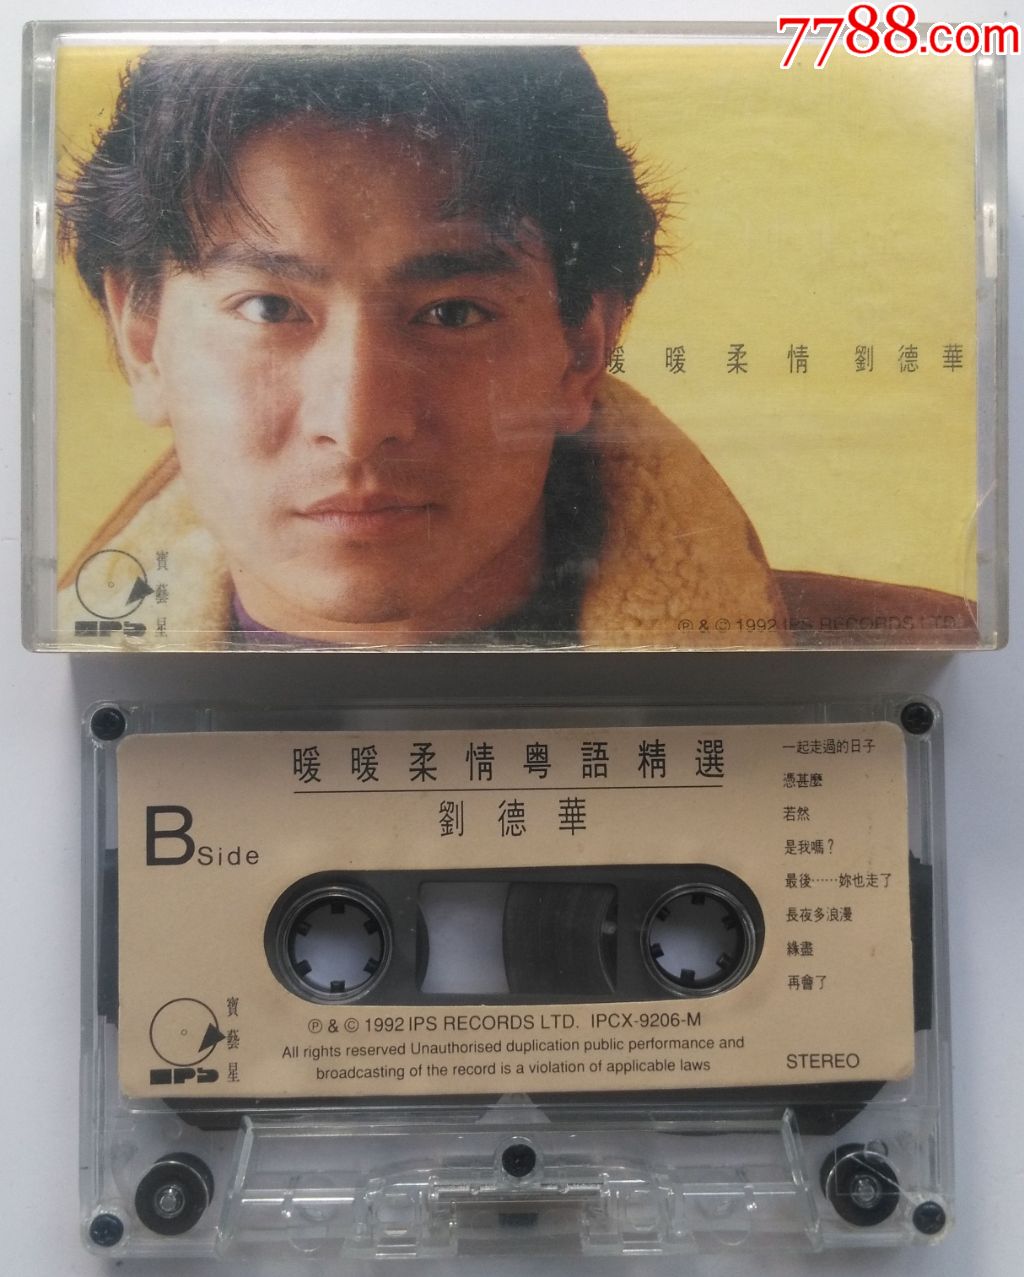 7788.com
暖暖柔情 劉德華
寶藝星
IPS
℗ & © 1992 IPS RECORDS LTD.
暖暖柔情粵語精選
劉德華
B Side
一起走過的日子
憑甚麼
若然
是我嗎?
最後……妳也走了
長夜多浪漫
緣盡
再會了
寶藝星
IPS
℗ & © 1992 IPS RECORDS LTD. IPCX-9206-M
All rights reserved Unauthorised duplication public performance and
broadcasting of the record is a violation of applicable laws
STEREO